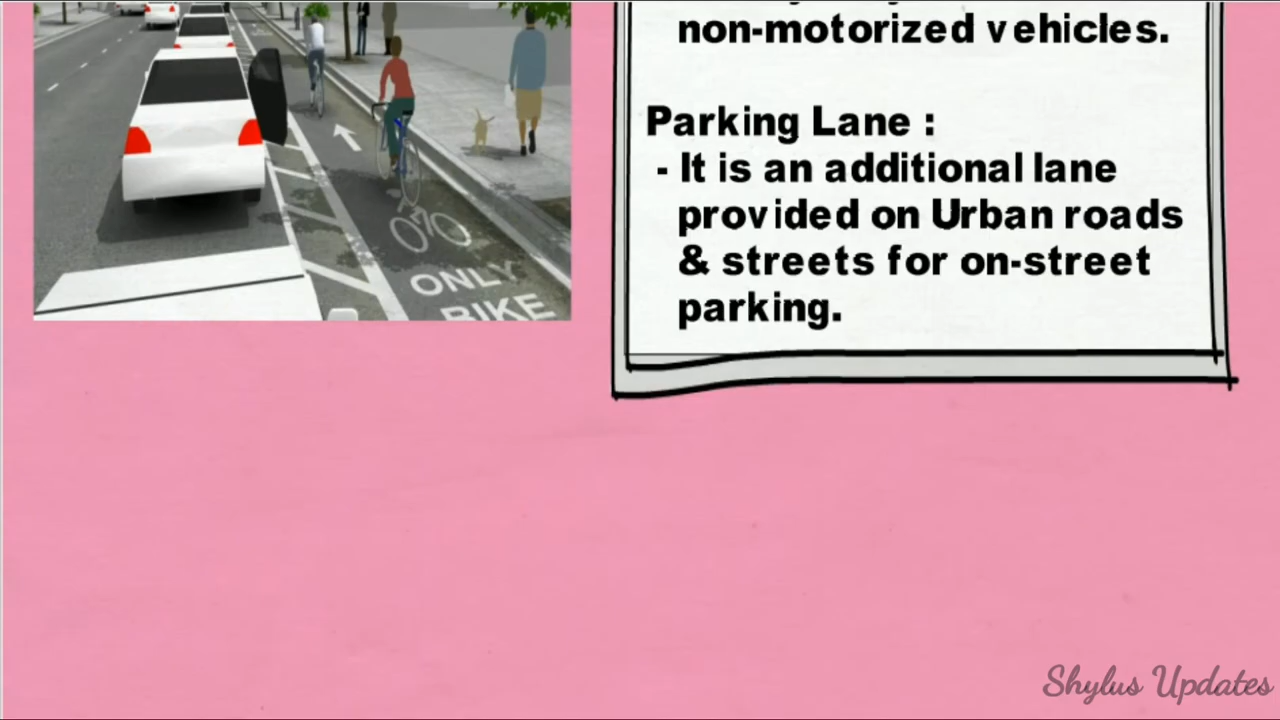 non-motorized vehicles.
Parking Lane :
- It is an additional lane
provided on Urban roads
& streets for on-street
parking.
ONLY
BIKE
Shylus Updates